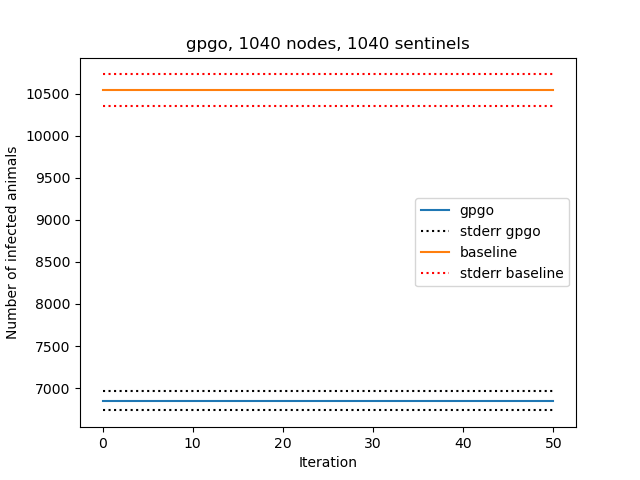 gpgo, 1040 nodes, 1040 sentinels
Number of infected animals
10500
10000
9500
9000
8500
8000
7500
7000
gpgo
stderr gpgo
baseline
stderr baseline
0 10 20 30 40 50
Iteration